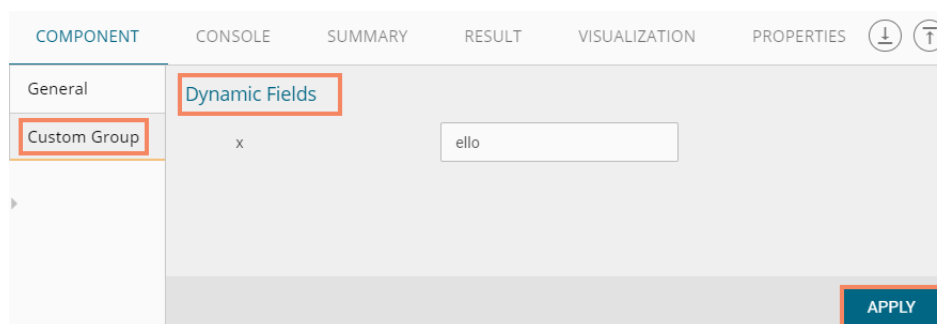 COMPONENT CONSOLE SUMMARY RESULT VISUALIZATION PROPERTIES
General
Dynamic Fields
Custom Group
x ello
APPLY